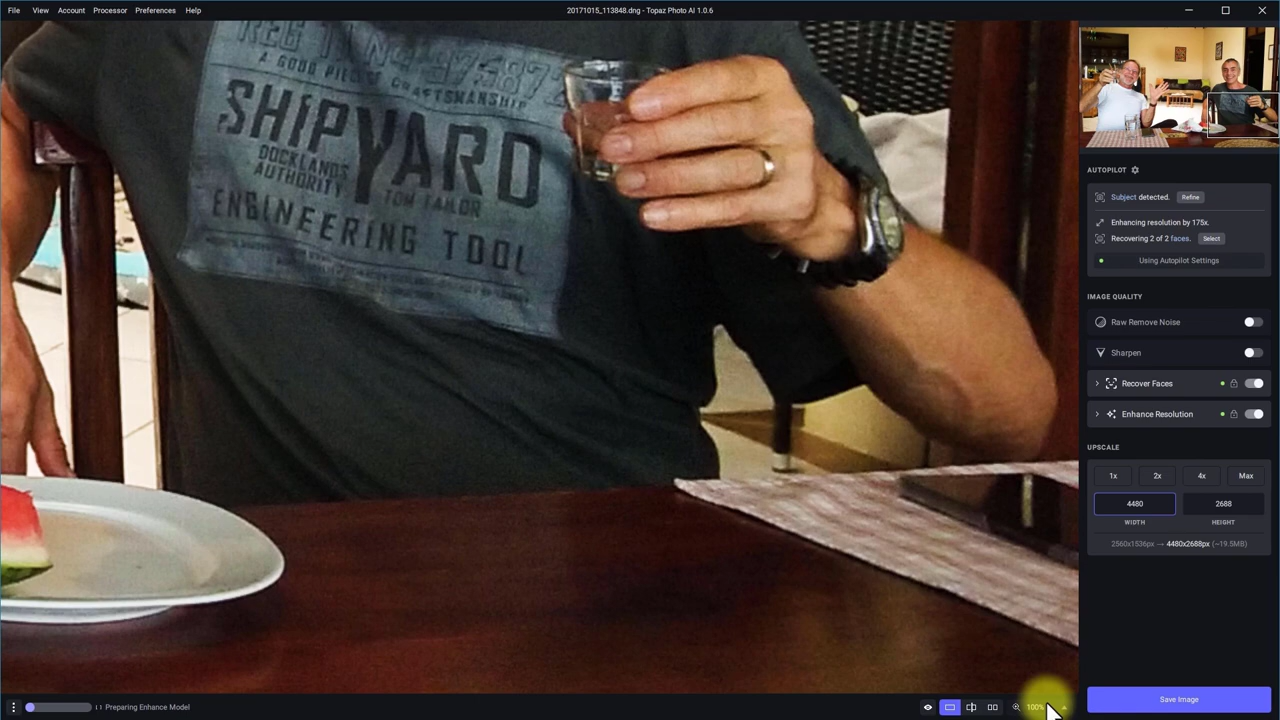 File View Account Processor Preferences Help
20171015_113848.dng - Topaz Photo AI 1.0.6
A GOOD PIECE CRAFTSMANSHIP
SHIPYARD
DOCKLANDS
AUTHORITY
TOOL TAILOR
ENGINEERING TOOL
AUTOPILOT
Subject detected. Refine
Enhancing resolution by 175x.
Recovering 2 of 2 faces. Select
Using Autopilot Settings
IMAGE QUALITY
Raw Remove Noise
Sharpen
Recover Faces
Enhance Resolution
UPSCALE
1x 2x 4x Max
4480 2688
WIDTH HEIGHT
2560x1536px → 4480x2688px (~19.5MB)
Preparing Enhance Model
100%
Save Image